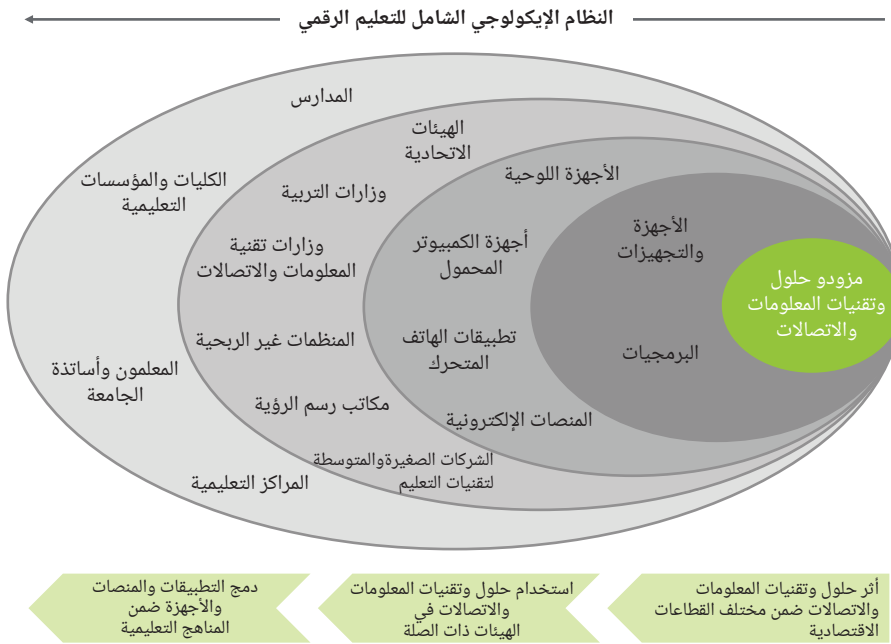 النظام الإيكولوجي الشامل للتعليم الرقمي
مزودو حلول
وتقنيات المعلومات
والاتصالات
الأجهزة
والتجهيزات
البرمجيات
الأجهزة اللوحية
أجهزة الكمبيوتر
المحمول
تطبيقات الهاتف
المتحرك
المنصات الإلكترونية
الهيئات
الاتحادية
وزارات التربية
وزارات تقنية
المعلومات والاتصالات
المنظمات غير الربحية
مكاتب رسم الرؤية
الشركات الصغيرةوالمتوسطة
لتقنيات التعليم
المدارس
الكليات والمؤسسات
التعليمية
المعلمون وأساتذة
الجامعة
المراكز التعليمية
أثر حلول وتقنيات المعلومات
والاتصالات ضمن مختلف القطاعات
الاقتصادية
استخدام حلول وتقنيات المعلومات
والاتصالات في
الهيئات ذات الصلة
دمج التطبيقات والمنصات
والأجهزة ضمن
المناهج التعليمية